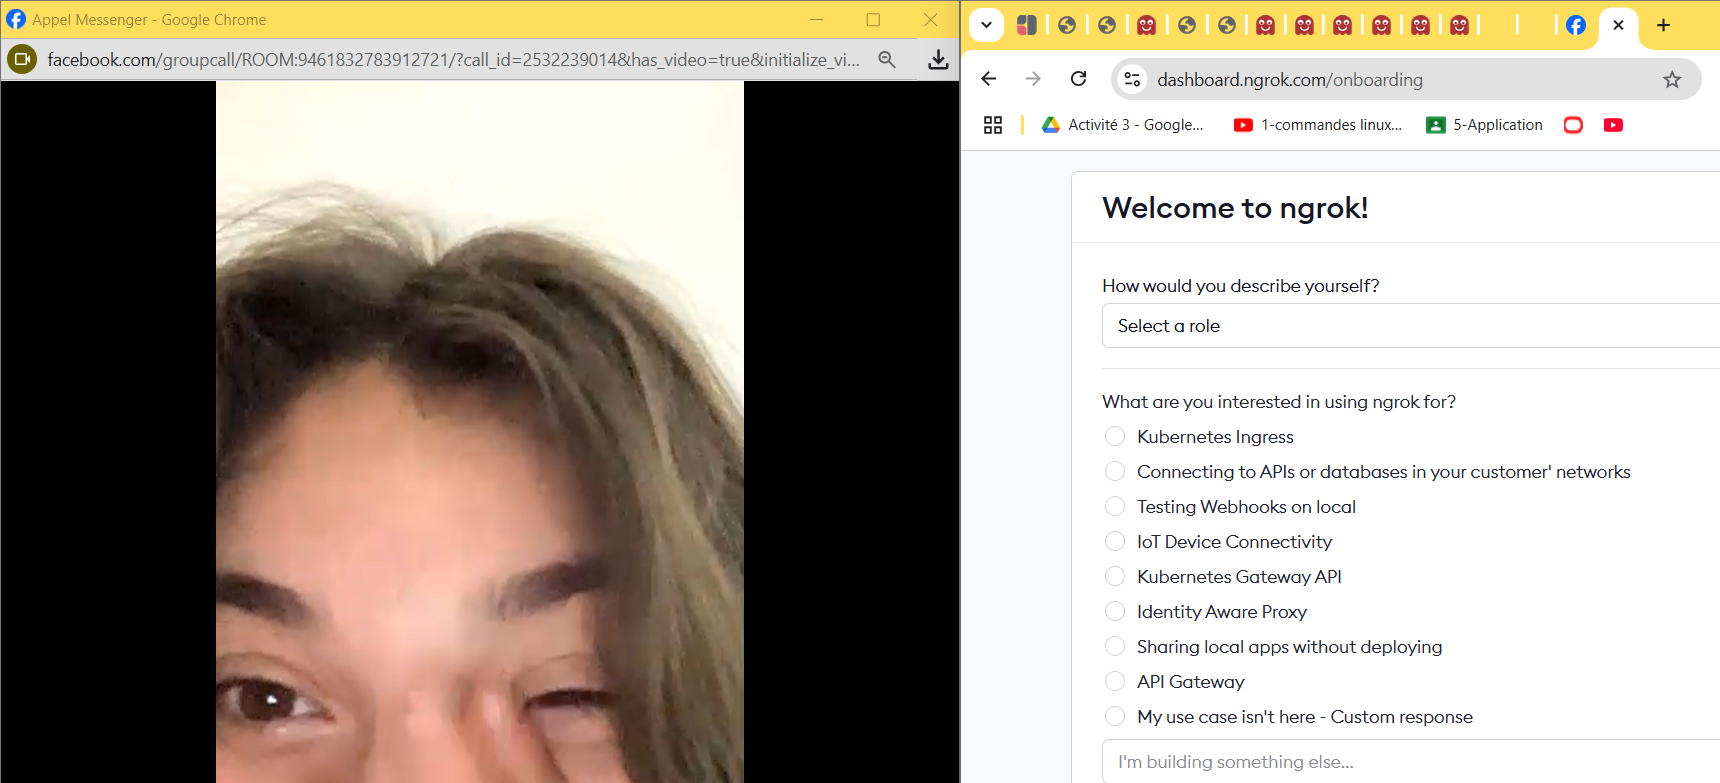 Appel Messenger - Google Chrome
facebook.com/groupcall/ROOM:9461832783912721/?call_id=2532239014&has_video=true&initialize_vi...
dashboard.ngrok.com/onboarding
Activité 3 - Google...
1-commandes linux...
5-Application
Welcome to ngrok!
How would you describe yourself?
Select a role
What are you interested in using ngrok for?
Kubernetes Ingress
Connecting to APIs or databases in your customer' networks
Testing Webhooks on local
IoT Device Connectivity
Kubernetes Gateway API
Identity Aware Proxy
Sharing local apps without deploying
API Gateway
My use case isn't here - Custom response
I'm building something else...